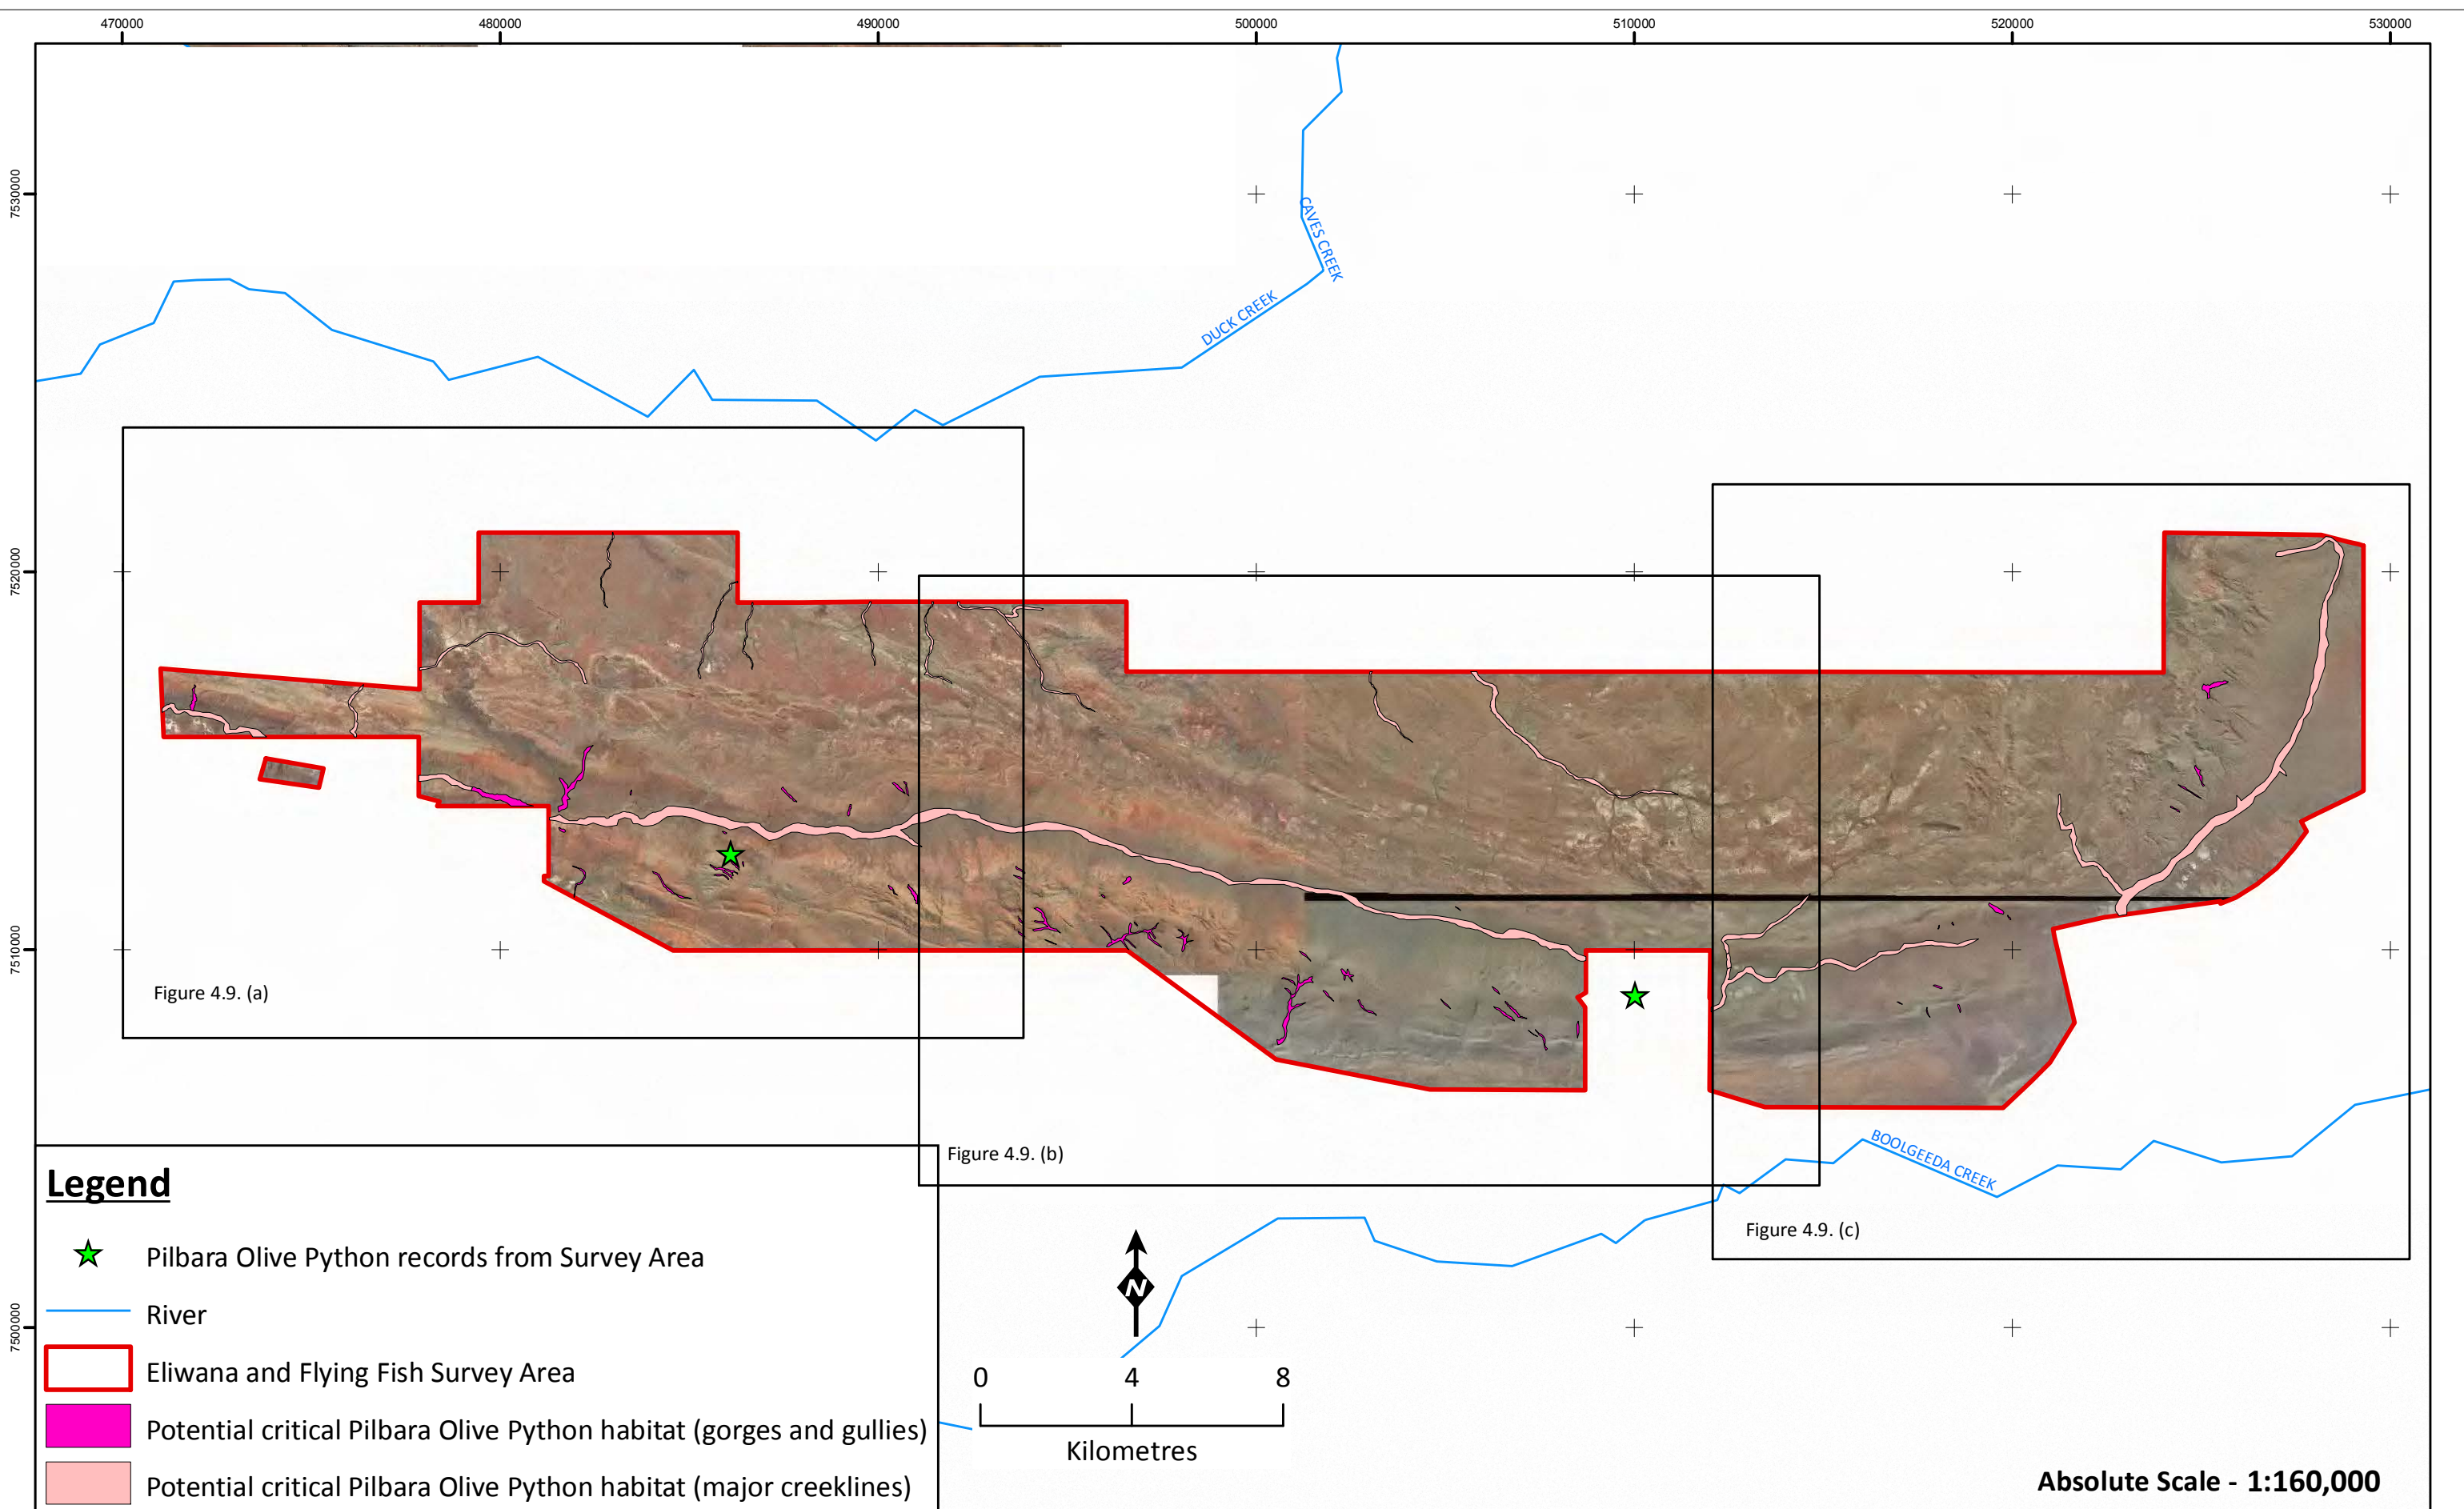 470000 480000 490000 500000 510000 520000 530000
7530000
CAVES CREEK
DUCK CREEK
7520000
7510000
Figure 4.9. (a)
Figure 4.9. (b)
BOOLGEEDA CREEK
Figure 4.9. (c)
7500000
Legend
Pilbara Olive Python records from Survey Area
River
Eliwana and Flying Fish Survey Area
Potential critical Pilbara Olive Python habitat (gorges and gullies)
Potential critical Pilbara Olive Python habitat (major creeklines)
N
0 4 8
Kilometres
Absolute Scale - 1:160,000